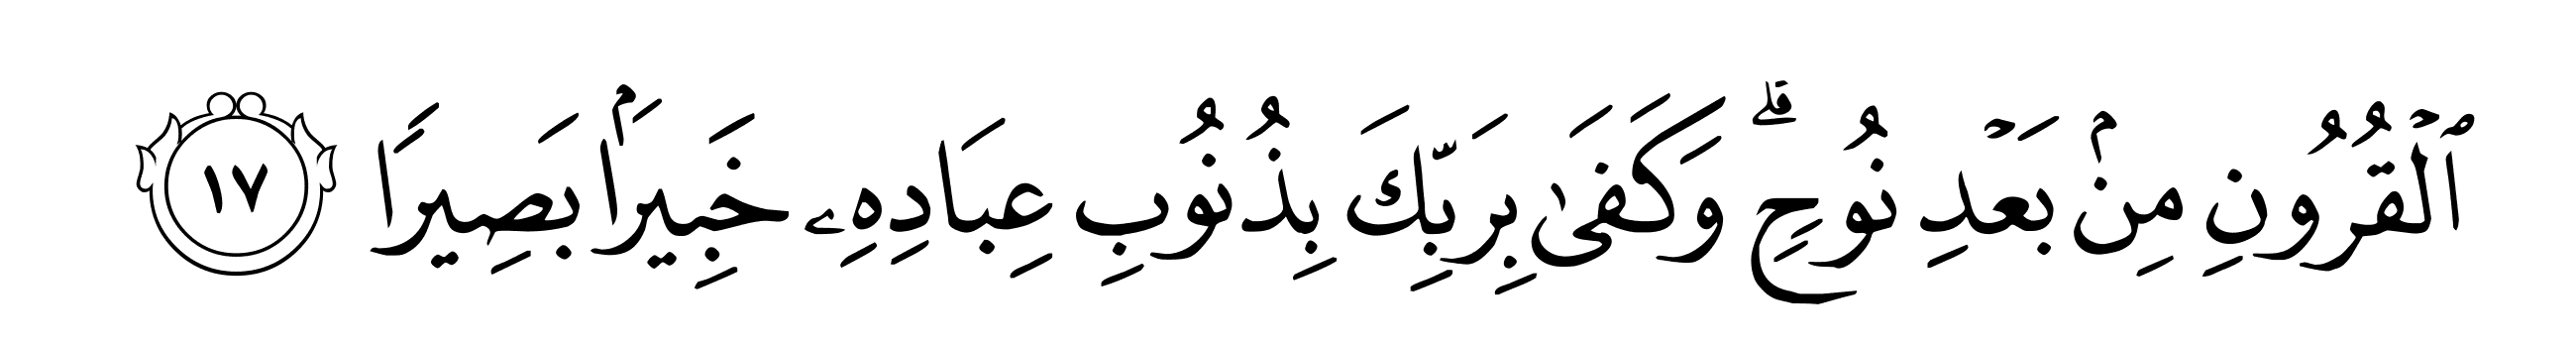 ٱلۡقُرُونِ مِنۢ بَعۡدِ نُوحٖۗ وَكَفَىٰ بِرَبِّكَ بِذُنُوبِ عِبَادِهِۦ خَبِيرَۢا بَصِيرٗا ١٧